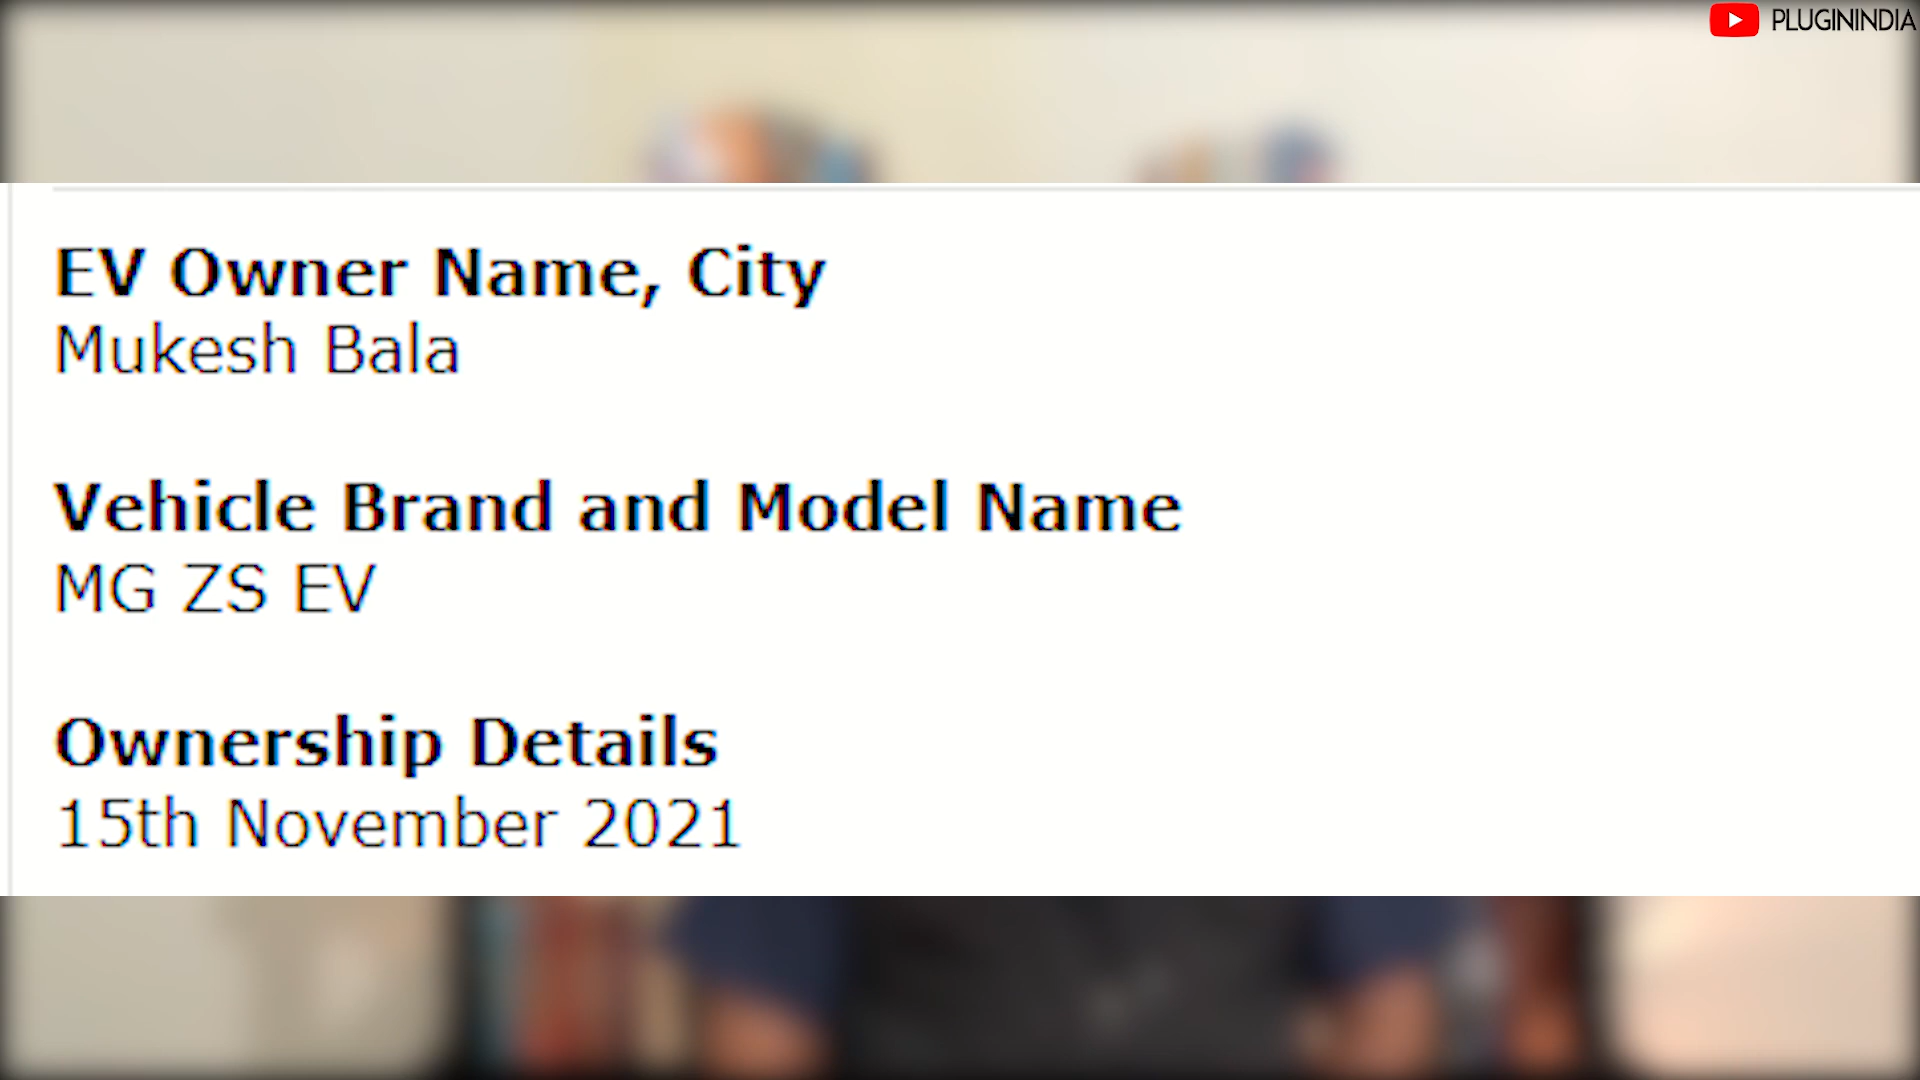 PLUGININDIA
EV Owner Name, City
Mukesh Bala
Vehicle Brand and Model Name
MG ZS EV
Ownership Details
15th November 2021